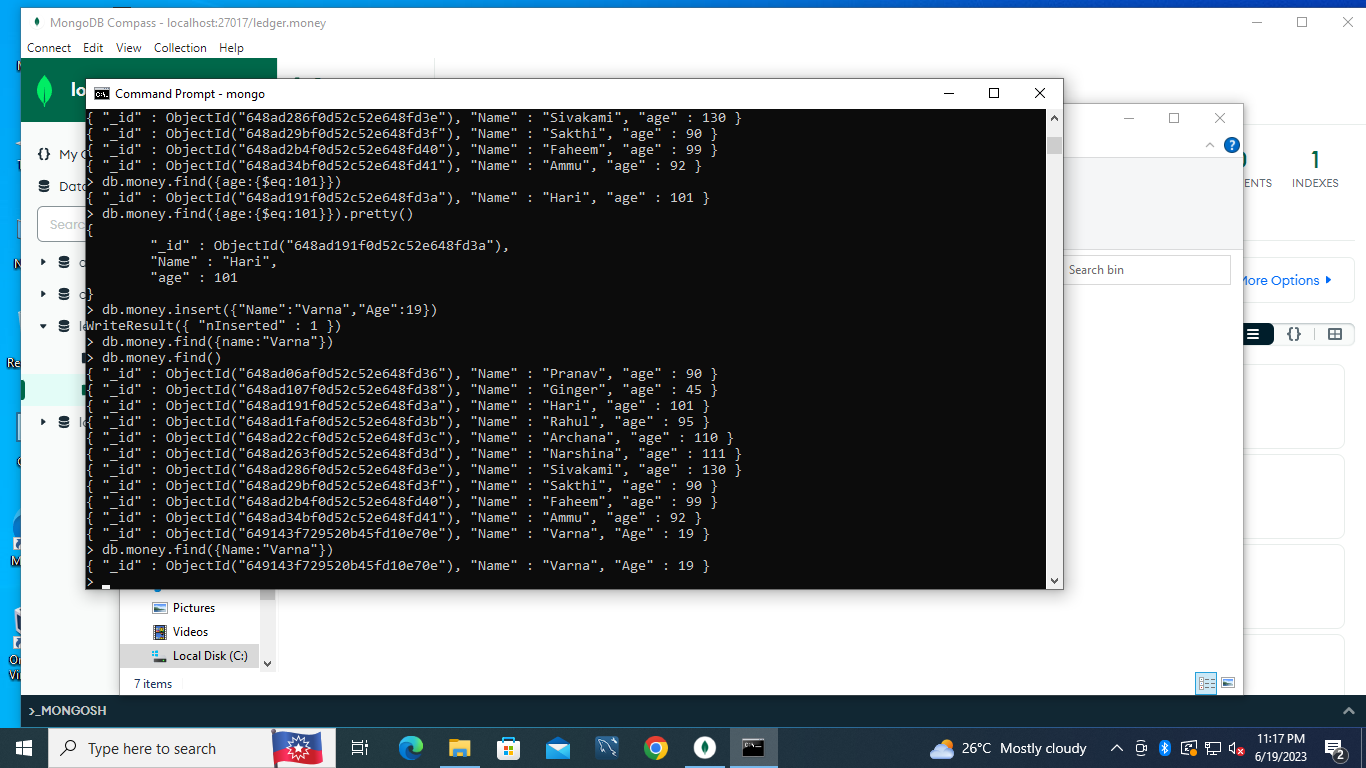 MongoDB Compass - localhost:27017/ledger.money
Connect Edit View Collection Help
Command Prompt - mongo
{ "_id" : ObjectId("648ad286f0d52c52e648fd3e"), "Name" : "Sivakami", "age" : 130 }
{ "_id" : ObjectId("648ad29bf0d52c52e648fd3f"), "Name" : "Sakthi", "age" : 90 }
{ "_id" : ObjectId("648ad2b4f0d52c52e648fd40"), "Name" : "Faheem", "age" : 99 }
{ "_id" : ObjectId("648ad34bf0d52c52e648fd41"), "Name" : "Ammu", "age" : 92 }
> db.money.find({age:{$eq:101}})
{ "_id" : ObjectId("648ad191f0d52c52e648fd3a"), "Name" : "Hari", "age" : 101 }
> db.money.find({age:{$eq:101}}).pretty()
{
"_id" : ObjectId("648ad191f0d52c52e648fd3a"),
"Name" : "Hari",
"age" : 101
}
> db.money.insert({"Name":"Varna","Age":19})
WriteResult({ "nInserted" : 1 })
> db.money.find({name:"Varna"})
> db.money.find()
{ "_id" : ObjectId("648ad06af0d52c52e648fd36"), "Name" : "Pranav", "age" : 90 }
{ "_id" : ObjectId("648ad107f0d52c52e648fd38"), "Name" : "Ginger", "age" : 45 }
{ "_id" : ObjectId("648ad191f0d52c52e648fd3a"), "Name" : "Hari", "age" : 101 }
{ "_id" : ObjectId("648ad1faf0d52c52e648fd3b"), "Name" : "Rahul", "age" : 95 }
{ "_id" : ObjectId("648ad22cf0d52c52e648fd3c"), "Name" : "Archana", "age" : 110 }
{ "_id" : ObjectId("648ad263f0d52c52e648fd3d"), "Name" : "Narshina", "age" : 111 }
{ "_id" : ObjectId("648ad286f0d52c52e648fd3e"), "Name" : "Sivakami", "age" : 130 }
{ "_id" : ObjectId("648ad29bf0d52c52e648fd3f"), "Name" : "Sakthi", "age" : 90 }
{ "_id" : ObjectId("648ad2b4f0d52c52e648fd40"), "Name" : "Faheem", "age" : 99 }
{ "_id" : ObjectId("648ad34bf0d52c52e648fd41"), "Name" : "Ammu", "age" : 92 }
{ "_id" : ObjectId("649143f729520b45fd10e70e"), "Name" : "Varna", "Age" : 19 }
> db.money.find({Name:"Varna"})
{ "_id" : ObjectId("649143f729520b45fd10e70e"), "Name" : "Varna", "Age" : 19 }
>
{} My
Searc
1
ENTS INDEXES
Search bin
More Options
{}
Pictures
Videos
Local Disk (C:)
7 items
>_MONGOSH
Type here to search
26°C Mostly cloudy
11:17 PM
6/19/2023
2